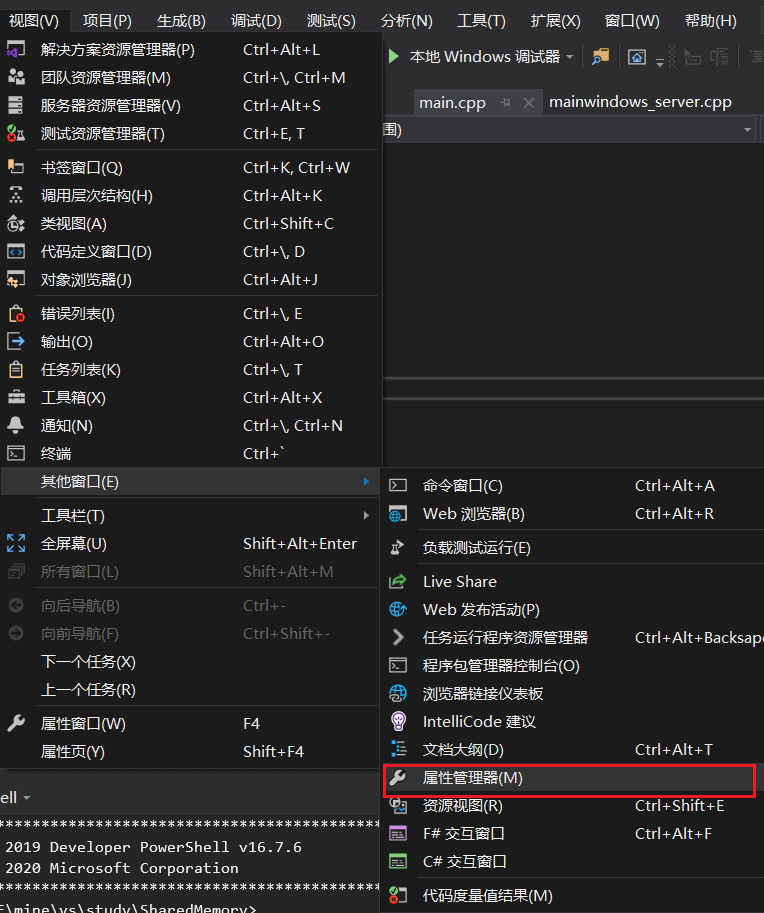 视图(V) 项目(P) 生成(B) 调试(D) 测试(S) 分析(N) 工具(T) 扩展(X) 窗口(W) 帮助(H)
本地 Windows 调试器
main.cpp mainwindows_server.cpp
围)
解决方案资源管理器(P) Ctrl+Alt+L
团队资源管理器(M) Ctrl+\, Ctrl+M
服务器资源管理器(V) Ctrl+Alt+S
测试资源管理器(T) Ctrl+E, T
书签窗口(Q) Ctrl+K, Ctrl+W
调用层次结构(H) Ctrl+Alt+K
类视图(A) Ctrl+Shift+C
代码定义窗口(D) Ctrl+\, D
对象浏览器(J) Ctrl+Alt+J
错误列表(I) Ctrl+\, E
输出(O) Ctrl+Alt+O
任务列表(K) Ctrl+\, T
工具箱(X) Ctrl+Alt+X
通知(N) Ctrl+\, Ctrl+N
终端 Ctrl+`
其他窗口(E)
工具栏(T)
全屏幕(U) Shift+Alt+Enter
所有窗口(L) Shift+Alt+M
向后导航(B) Ctrl+-
向前导航(F) Ctrl+Shift+-
下一个任务(X)
上一个任务(R)
属性窗口(W) F4
属性页(Y) Shift+F4
命令窗口(C) Ctrl+Alt+A
Web 浏览器(B) Ctrl+Alt+R
负载测试运行(E)
Live Share
Web 发布活动(P)
任务运行程序资源管理器 Ctrl+Alt+Backsape
程序包管理器控制台(O)
浏览器链接仪表板
IntelliCode 建议
文档大纲(D) Ctrl+Alt+T
属性管理器(M)
资源视图(R) Ctrl+Shift+E
F# 交互窗口 Ctrl+Alt+F
C# 交互窗口
代码度量值结果(M)
ell
******************************************
2019 Developer PowerShell v16.7.6
2020 Microsoft Corporation
******************************************
E\mine\vs\study\SharedMemory>